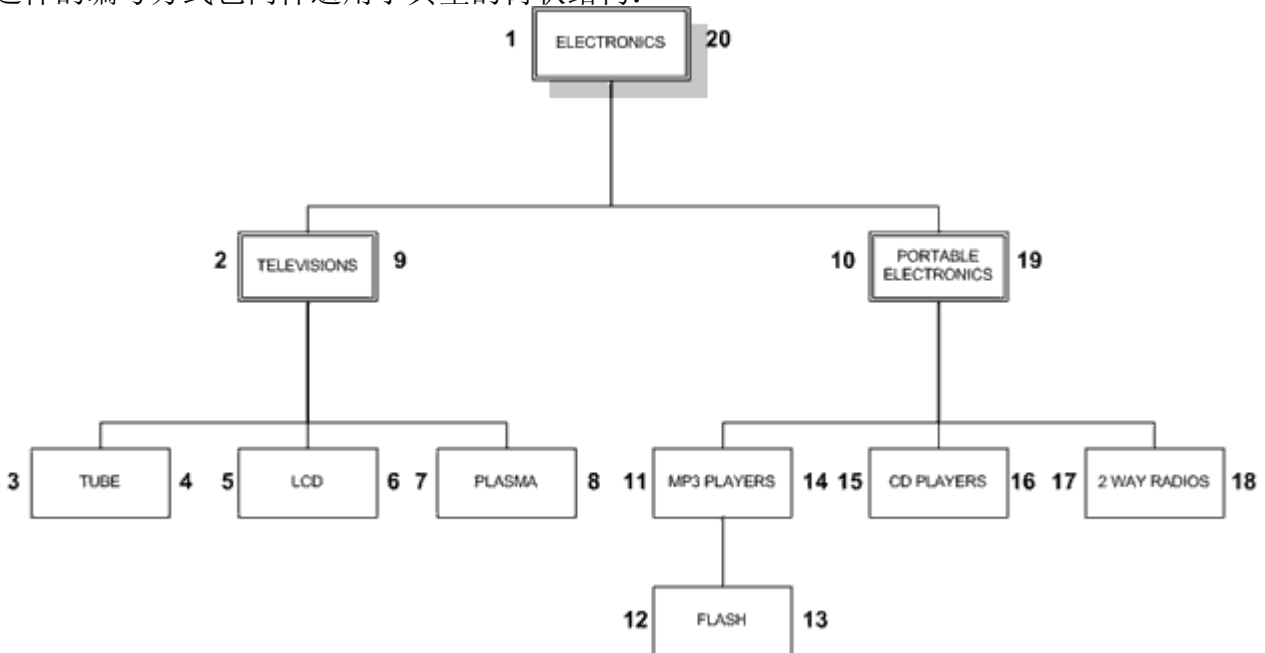 1 ELECTRONICS 20
2 TELEVISIONS 9
10 PORTABLE
ELECTRONICS 19
3 TUBE 4
5 LCD 6
7 PLASMA 8
11 MP3 PLAYERS 14
15 CD PLAYERS 16
17 2 WAY RADIOS 18
12 FLASH 13